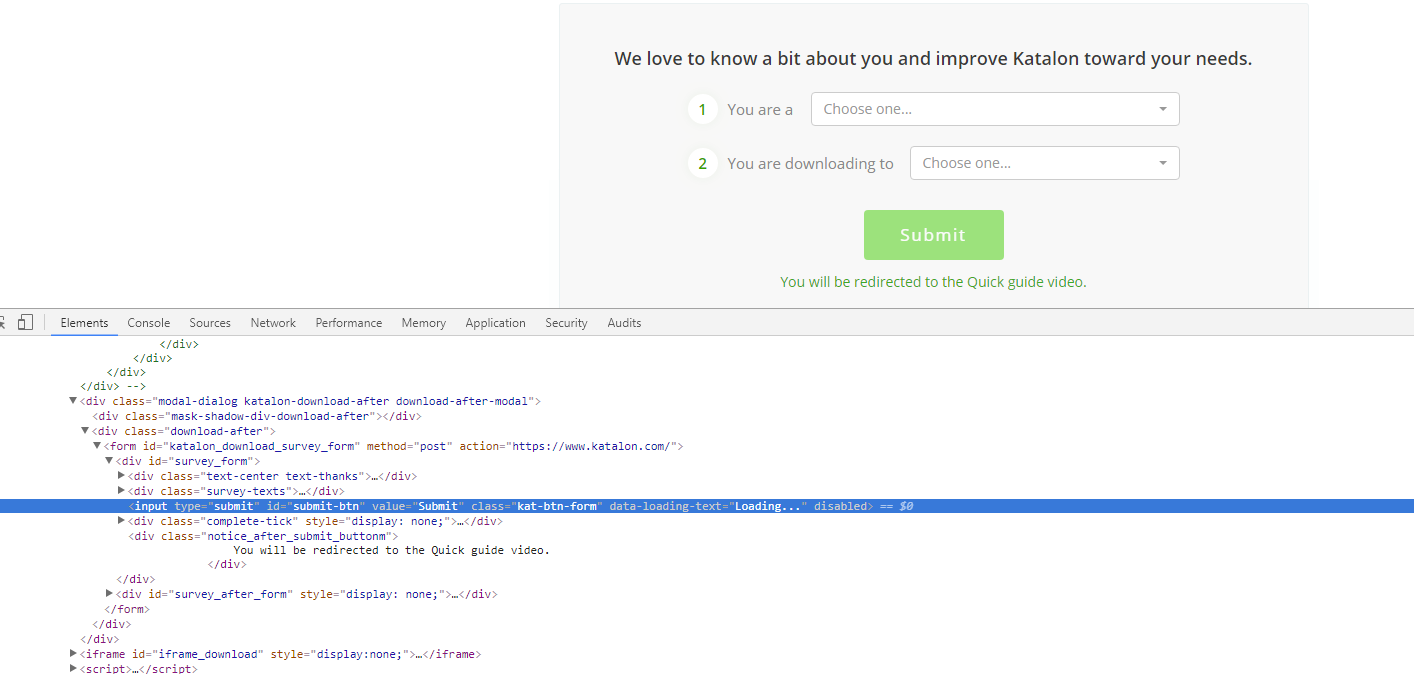 We love to know a bit about you and improve Katalon toward your needs.
1 You are a Choose one...
2 You are downloading to Choose one...
Submit
You will be redirected to the Quick guide video.
Elements Console Sources Network Performance Memory Application Security Audits
</div>
</div>
</div>
</div> -->
▼<div class="modal-dialog katalon-download-after download-after-modal">
<div class="mask-shadow-div-download-after"></div>
▼<div class="download-after">
▼<form id="katalon_download_survey_form" method="post" action="https://www.katalon.com/">
▼<div id="survey_form">
▶<div class="text-center text-thanks">…</div>
▶<div class="survey-texts">…</div>
<input type="submit" id="submit-btn" value="Submit" class="kat-btn-form" data-loading-text="Loading..." disabled> == $0
▶<div class="complete-tick" style="display: none;">…</div>
<div class="notice_after_submit_buttonm">
You will be redirected to the Quick guide video.
</div>
</div>
▶<div id="survey_after_form" style="display: none;">…</div>
</form>
</div>
</div>
▶<iframe id="iframe_download" style="display:none;">…</iframe>
▶<script>…</script>